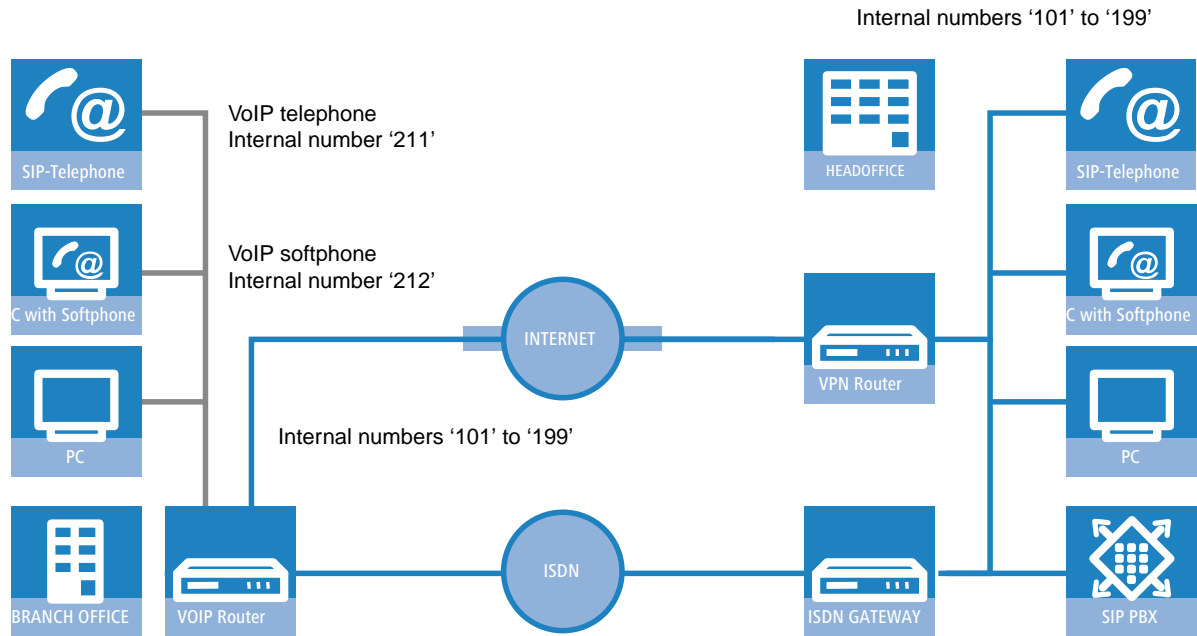 Internal numbers ‘101’ to ‘199’
@
SIP-Telephone
VoIP telephone
Internal number ‘211’
HEADOFFICE
@
SIP-Telephone
@
C with Softphone
VoIP softphone
Internal number ‘212’
@
C with Softphone
INTERNET
VPN Router
PC
Internal numbers ‘101’ to ‘199’
PC
BRANCH OFFICE
VOIP Router
ISDN
ISDN GATEWAY
SIP PBX